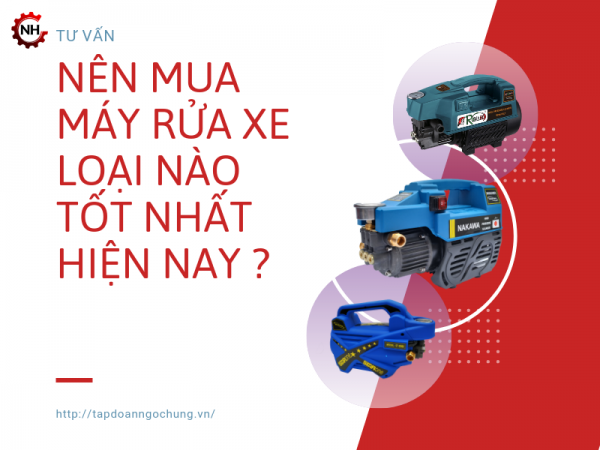 NH
TƯ VẤN
NÊN MUA
MÁY RỬA XE
LOẠI NÀO
TỐT NHẤT
HIỆN NAY ?
NAKAWA
http://tapdoanngochung.vn/